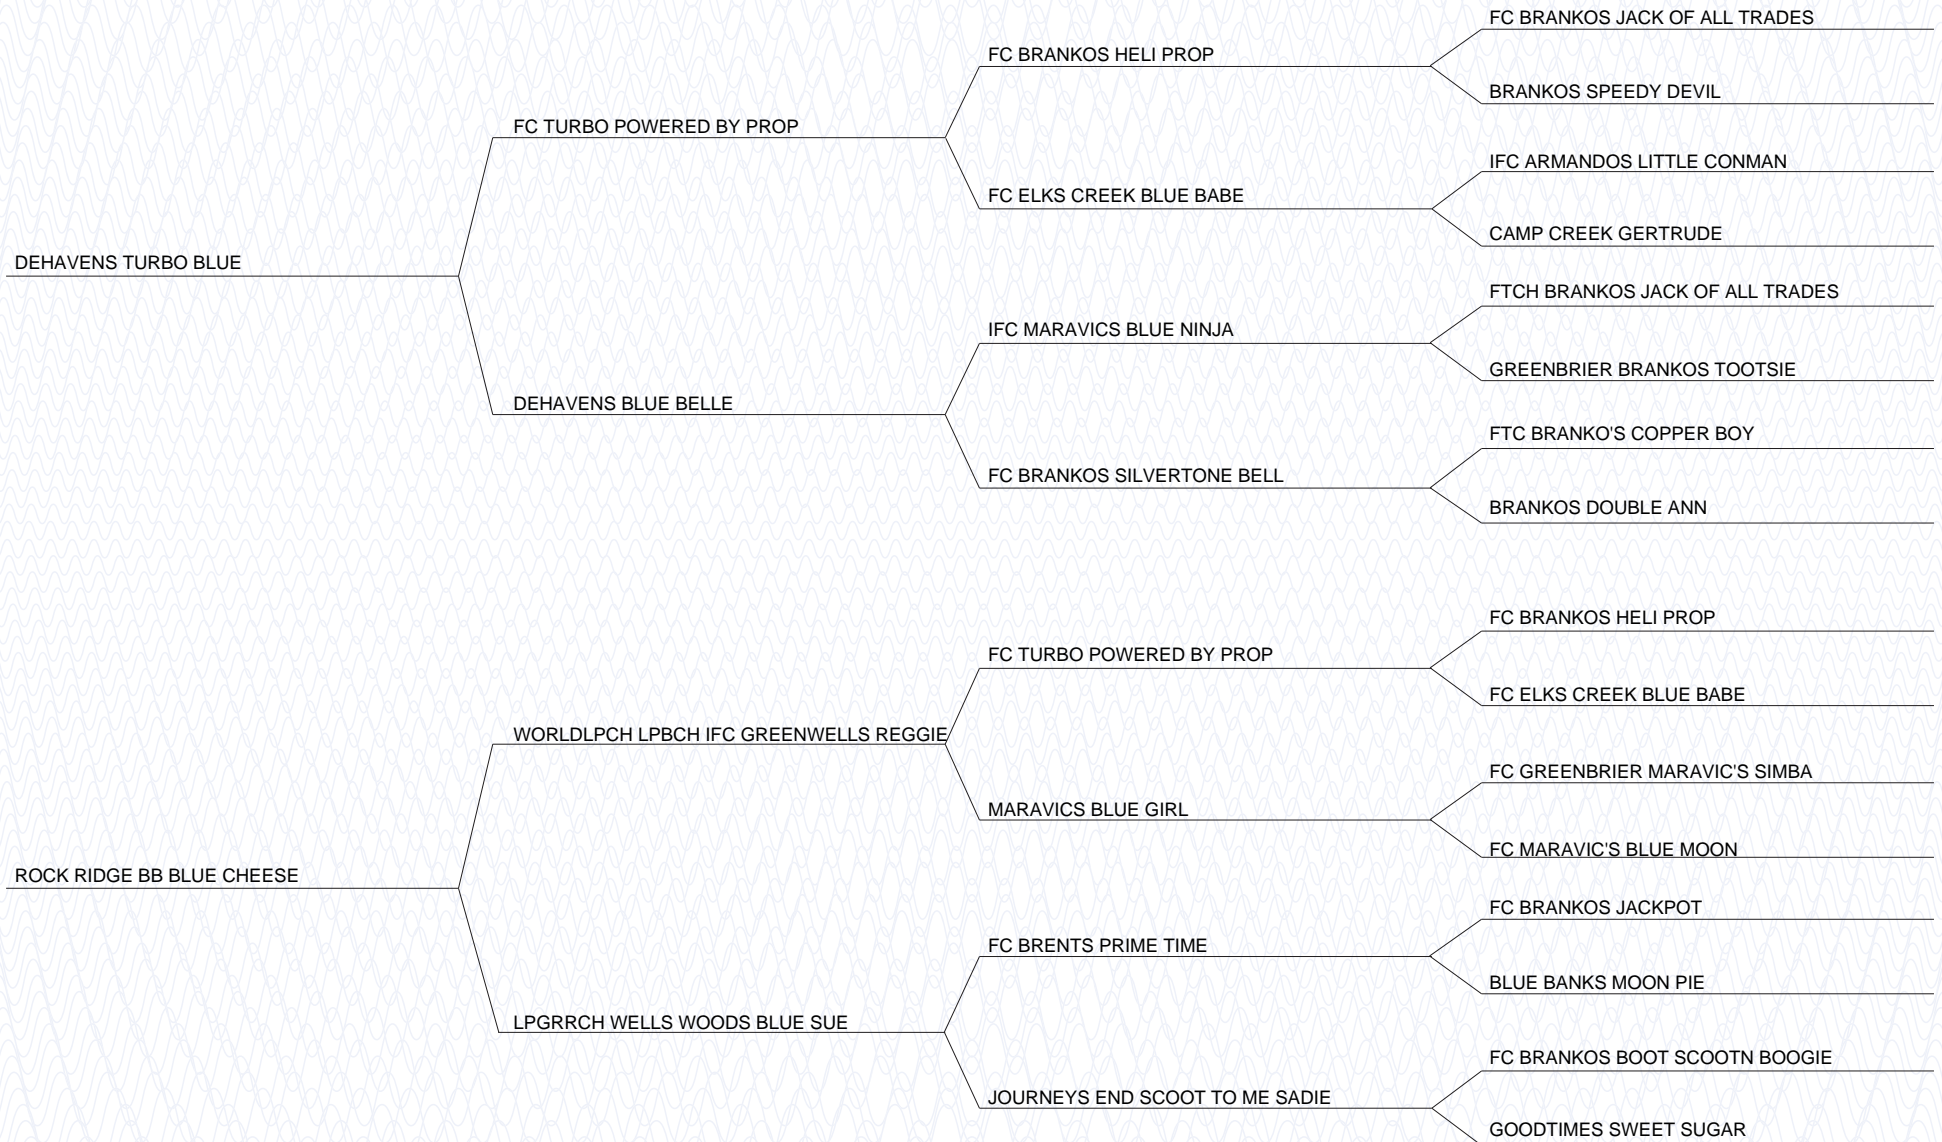 FC BRANKOS JACK OF ALL TRADES
FC BRANKOS HELI PROP
BRANKOS SPEEDY DEVIL
FC TURBO POWERED BY PROP
IFC ARMANDOS LITTLE CONMAN
FC ELKS CREEK BLUE BABE
CAMP CREEK GERTRUDE
DEHAVENS TURBO BLUE
FTCH BRANKOS JACK OF ALL TRADES
IFC MARAVICS BLUE NINJA
GREENBRIER BRANKOS TOOTSIE
DEHAVENS BLUE BELLE
FTC BRANKO'S COPPER BOY
FC BRANKOS SILVERTONE BELL
BRANKOS DOUBLE ANN
FC BRANKOS HELI PROP
FC TURBO POWERED BY PROP
FC ELKS CREEK BLUE BABE
WORLDLPCH LPBCH IFC GREENWELLS REGGIE
FC GREENBRIER MARAVIC'S SIMBA
MARAVICS BLUE GIRL
FC MARAVIC'S BLUE MOON
ROCK RIDGE BB BLUE CHEESE
FC BRANKOS JACKPOT
FC BRENTS PRIME TIME
BLUE BANKS MOON PIE
LPGRRCH WELLS WOODS BLUE SUE
FC BRANKOS BOOT SCOOTN BOOGIE
JOURNEYS END SCOOT TO ME SADIE
GOODTIMES SWEET SUGAR